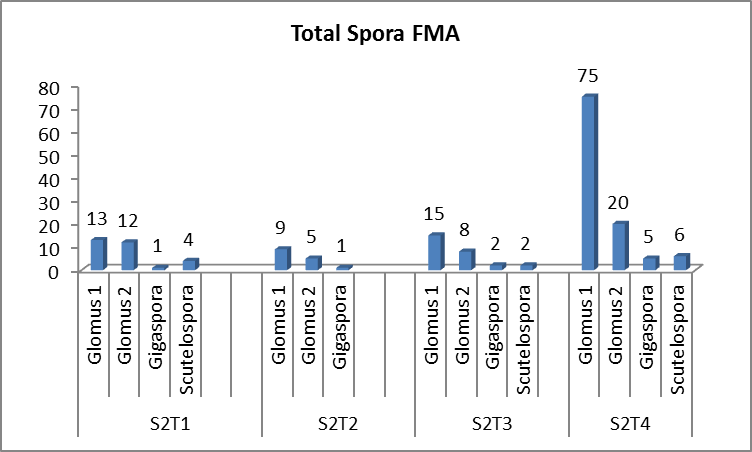 Total Spora FMA
80
70
60
50
40
30
20
10
0
13
12
1
4
9
5
1
15
8
2
2
75
20
5
6
Glomus 1
Glomus 2
Gigaspora
Scutelospora
Glomus 1
Glomus 2
Gigaspora
Glomus 1
Glomus 2
Gigaspora
Scutelospora
Glomus 1
Glomus 2
Gigaspora
Scutelospora
S2T1
S2T2
S2T3
S2T4